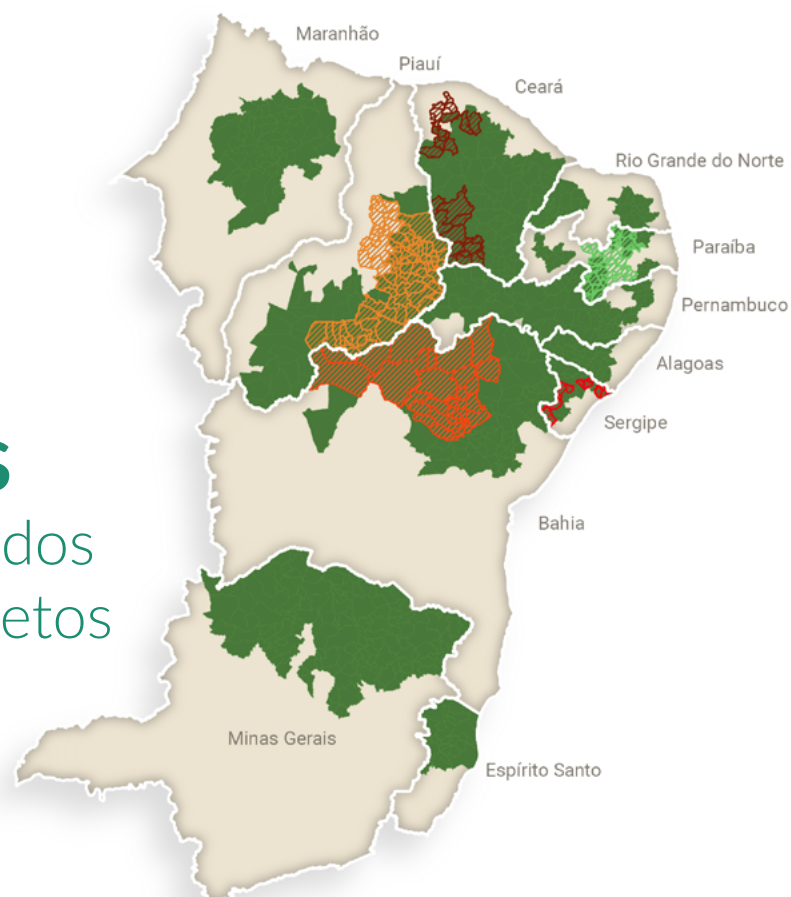 Maranhão
Piauí
Ceará
Rio Grande do Norte
Paraíba
Pernambuco
Alagoas
Sergipe
s
dos
etos
Bahia
Minas Gerais
Espírito Santo